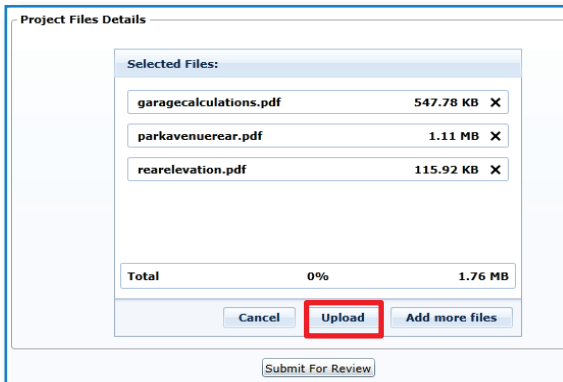 Project Files Details
Selected Files:
garagecalculations.pdf 547.78 KB X
parkavenuerear.pdf 1.11 MB X
rearelevation.pdf 115.92 KB X
Total 0% 1.76 MB
Cancel Upload Add more files
Submit For Review